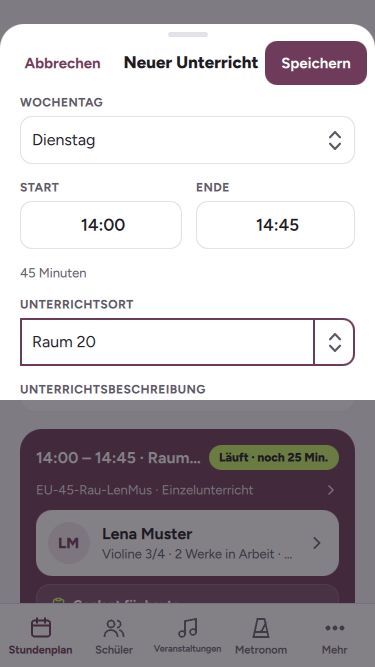 Abbrechen Neuer Unterricht Speichern
WOCHENTAG
Dienstag
START ENDE
14:00 14:45
45 Minuten
UNTERRICHTSORT
Raum 20
UNTERRICHTSBESCHREIBUNG
14:00 – 14:45 · Raum... Läuft · noch 25 Min.
EU-45-Rau-LenMus · Einzelunterricht
LM Lena Muster
Violine 3/4 · 2 Werke in Arbeit · ...
Stundenplan Schüler Veranstaltungen Metronom Mehr